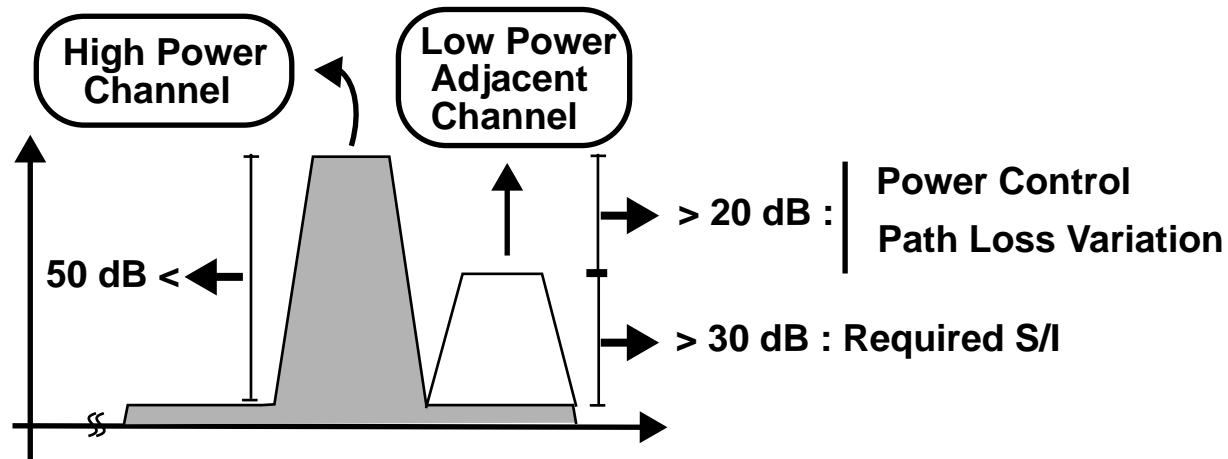 High Power
Channel
Low Power
Adjacent
Channel
50 dB <
> 20 dB :
Power Control
Path Loss Variation
> 30 dB : Required S/I